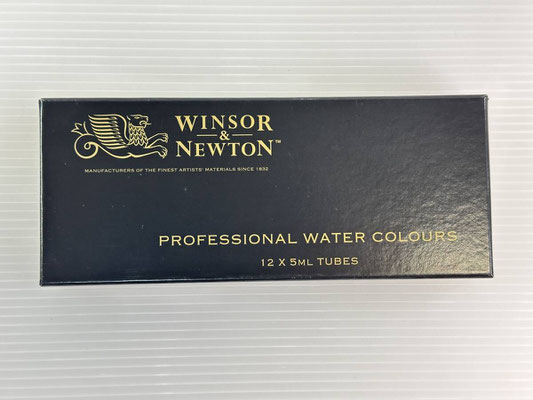 WINSOR
&
NEWTON™
MANUFACTURERS OF THE FINEST ARTISTS' MATERIALS SINCE 1832
PROFESSIONAL WATER COLOURS
12 X 5ML TUBES